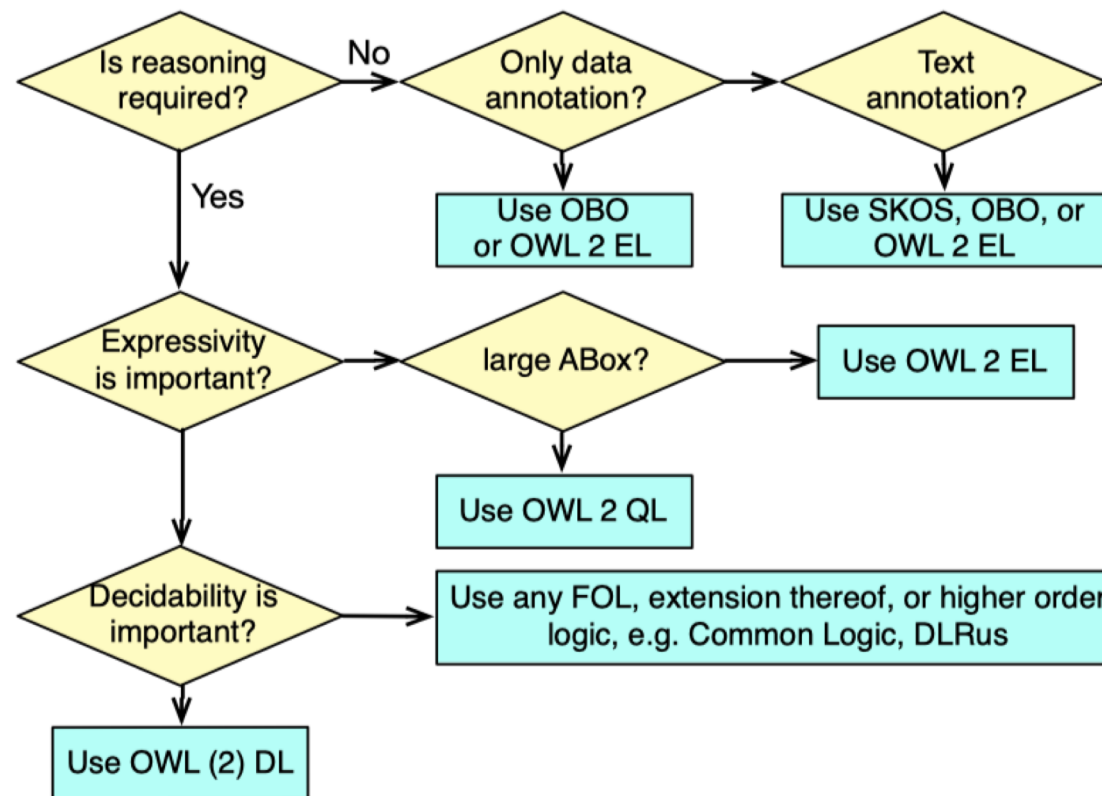 Is reasoning
required?
No
Only data
annotation?
Text
annotation?
Yes
Use OBO
or OWL 2 EL
Use SKOS, OBO, or
OWL 2 EL
Expressivity
is important?
large ABox?
Use OWL 2 EL
Use OWL 2 QL
Decidability is
important?
Use any FOL, extension thereof, or higher order
logic, e.g. Common Logic, DLRus
Use OWL (2) DL